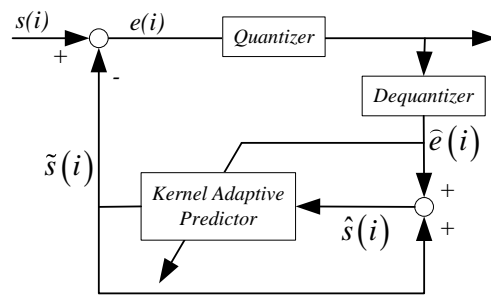 s(i)
e(i)
Quantizer
+
-
Dequantizer
s̃(i)
ê(i)
Kernel Adaptive
Predictor
+
ŝ(i)
+